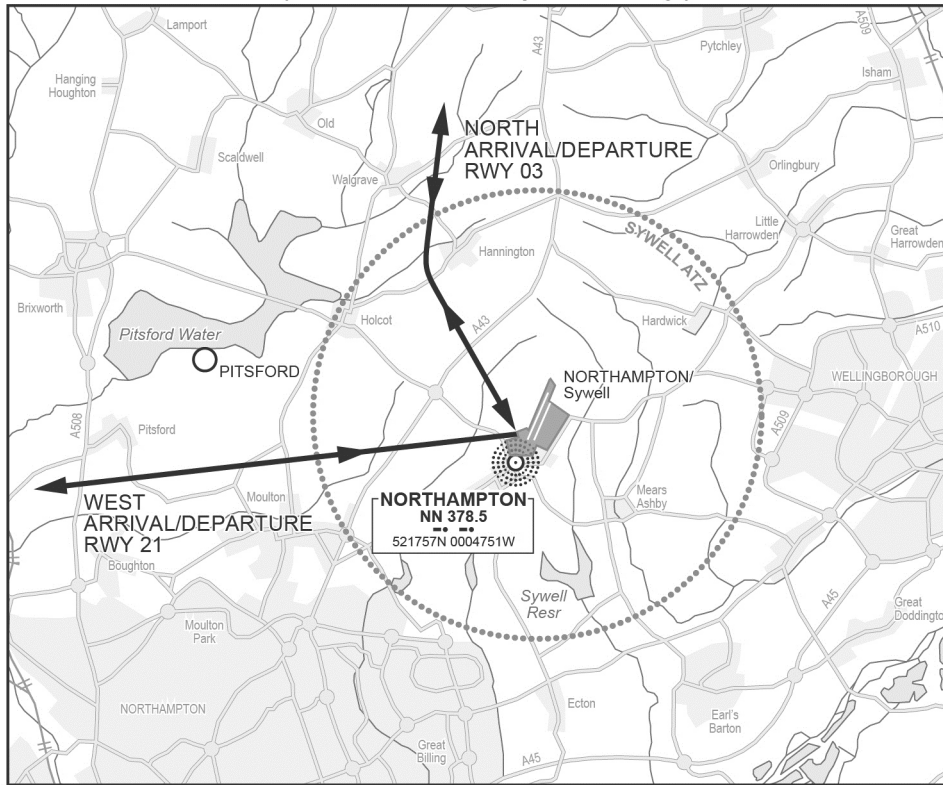 Lamport
A43
A509
Pytchley
Hanging
Houghton
Isham
Old
NORTH
ARRIVAL/DEPARTURE
RWY 03
Scaldwell
Walgrave
Orlingbury
SYWELL ATZ
Little
Harrowden
Hannington
Great
Harrowden
Brixworth
Pitsford Water
Holcot
A43
Hardwick
A510
PITSFORD
NORTHAMPTON/
Sywell
WELLINGBOROUGH
A508
Pitsford
A509
WEST
ARRIVAL/DEPARTURE
RWY 21
Moulton
NORTHAMPTON
NN 378.5
521757N 0004751W
Mears
Ashby
Boughton
Sywell
Resr
A45
Great
Doddington
Moulton
Park
NORTHAMPTON
Ecton
Earl's
Barton
Great
Billing
A45